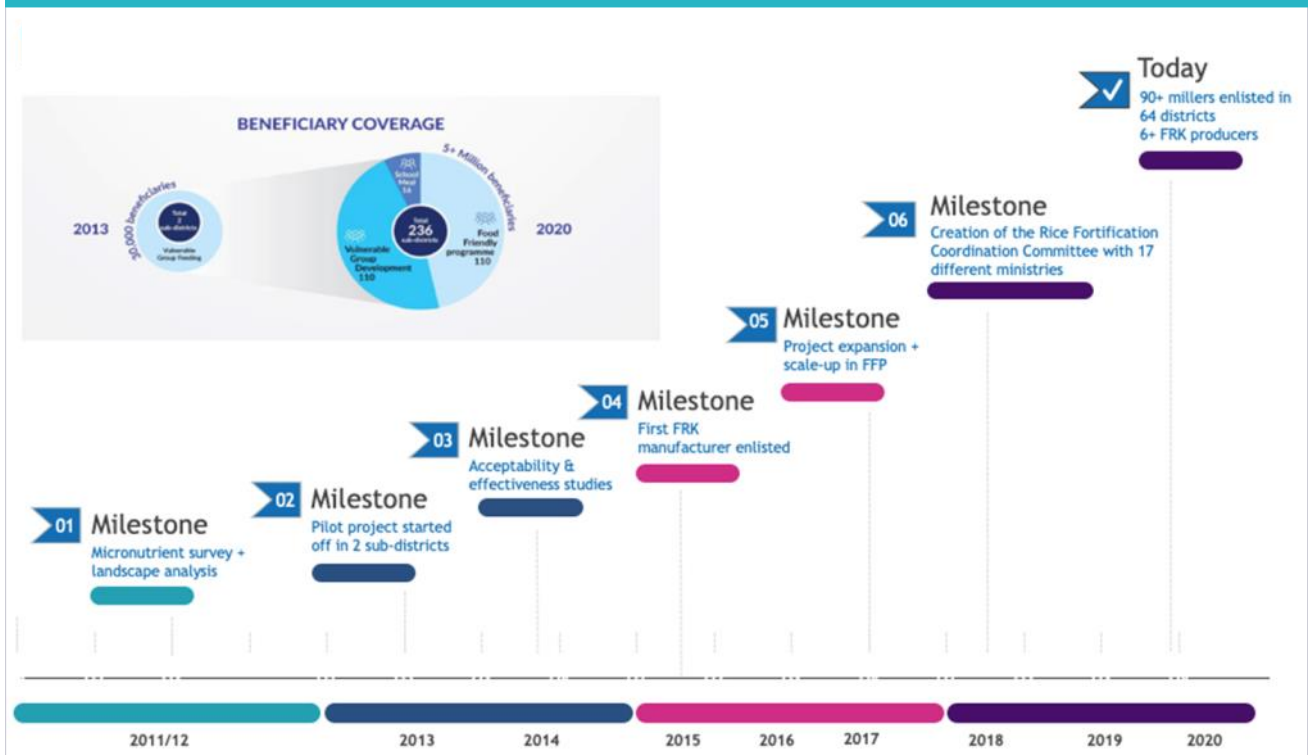 BENEFICIARY COVERAGE
2013
beneficiaries
Total
2
sub-districts
Vulnerable
Group Feeding
School
Meal
16
5+ Million beneficiaries
Total
236
sub-districts
Vulnerable
Group
Development
110
Food
Friendly
programme
110
2020
01
Milestone
Micronutrient survey +
landscape analysis
02
Milestone
Pilot project started
off in 2 sub-districts
03
Milestone
Acceptability &
effectiveness studies
04
Milestone
First FRK
manufacturer enlisted
05
Milestone
Project expansion +
scale-up in FFP
06
Milestone
Creation of the Rice Fortification
Coordination Committee with 17
different ministries
Today
90+ millers enlisted in
64 districts
6+ FRK producers
2011/12
2013
2014
2015
2016
2017
2018
2019
2020